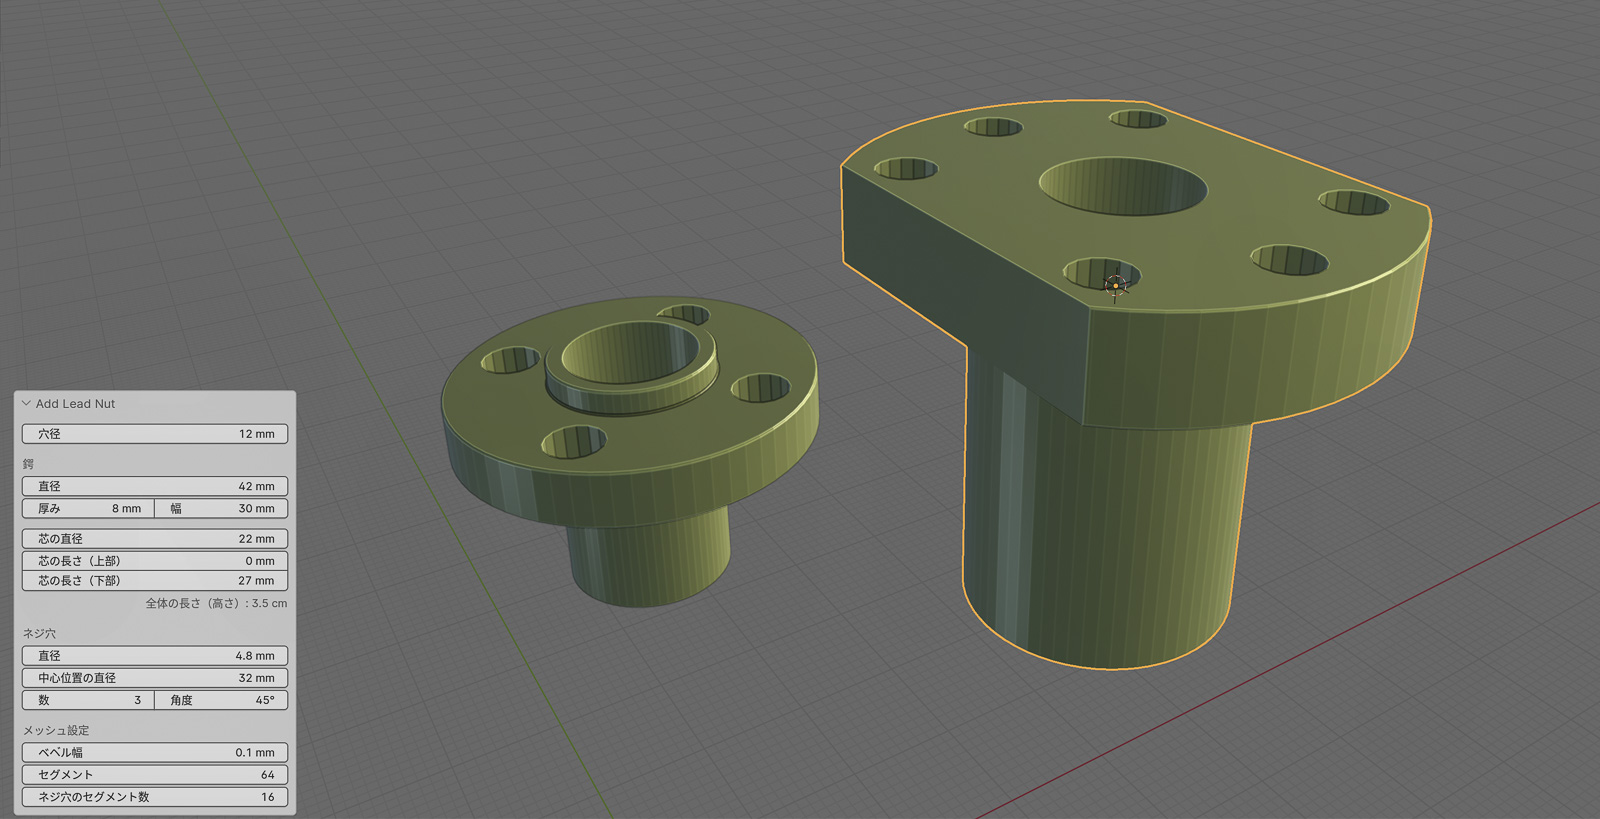 Add Lead Nut
穴径 12 mm
鍔
直径 42 mm
厚み 8 mm 幅 30 mm
芯の直径 22 mm
芯の長さ（上部） 0 mm
芯の長さ（下部） 27 mm
全体の長さ（高さ）: 3.5 cm
ネジ穴
直径 4.8 mm
中心位置の直径 32 mm
数 3 角度 45°
メッシュ設定
ベベル幅 0.1 mm
セグメント 64
ネジ穴のセグメント数 16